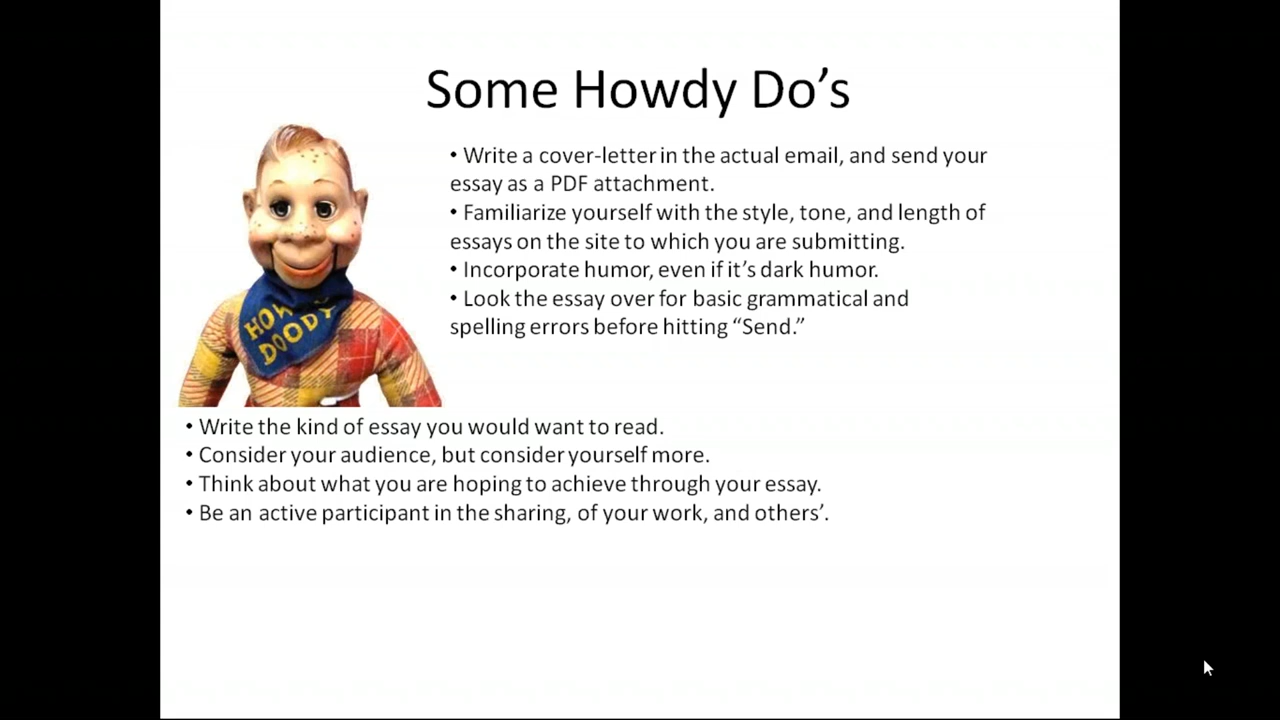 Some Howdy Do’s
• Write a cover-letter in the actual email, and send your
essay as a PDF attachment.
• Familiarize yourself with the style, tone, and length of
essays on the site to which you are submitting.
• Incorporate humor, even if it’s dark humor.
• Look the essay over for basic grammatical and
spelling errors before hitting “Send.”
HOW
DOODY
• Write the kind of essay you would want to read.
• Consider your audience, but consider yourself more.
• Think about what you are hoping to achieve through your essay.
• Be an active participant in the sharing, of your work, and others’.